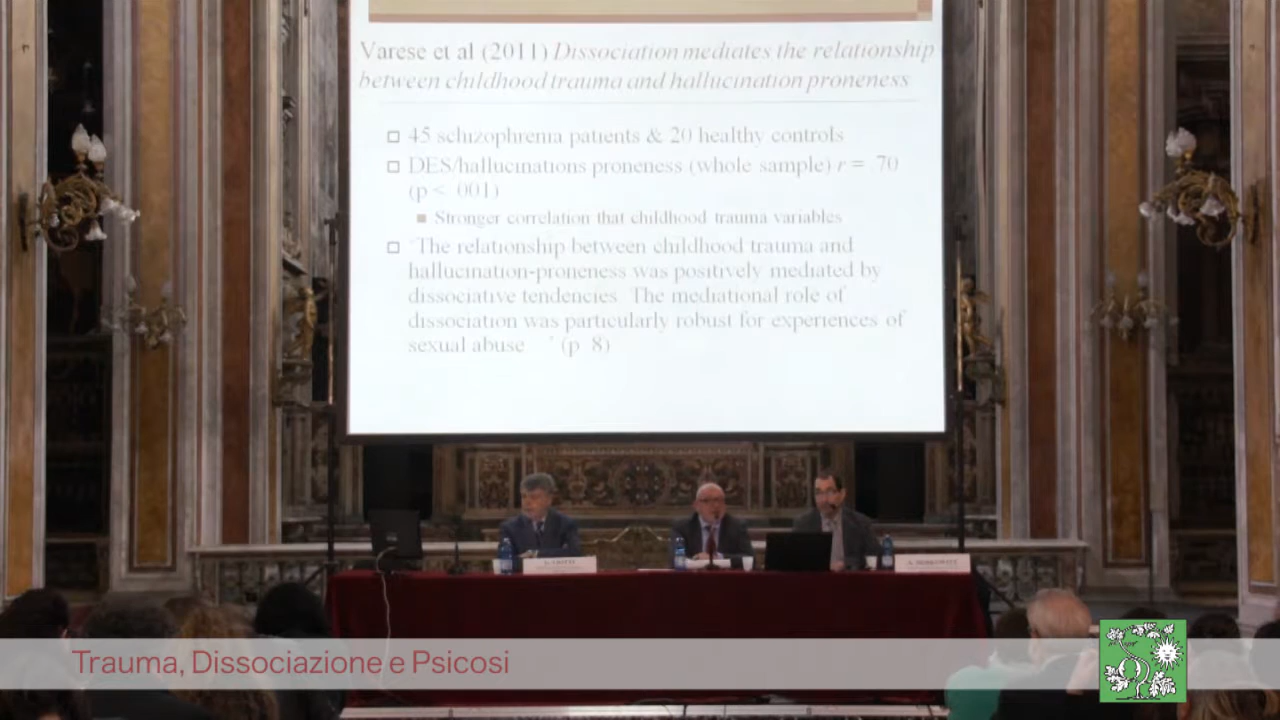 Varese et al (2011) Dissociation mediates the relationship
between childhood trauma and hallucination proneness
45 schizophrenia patients & 20 healthy controls
DES/hallucinations proneness (whole sample) r = 70
(p < 001)
Stronger correlation that childhood trauma variables
The relationship between childhood trauma and
hallucination-proneness was positively mediated by
dissociative tendencies The mediational role of
dissociation was particularly robust for experiences of
sexual abuse ' (p 8)
A. MOSKOWITZ
Trauma, Dissociazione e Psicosi